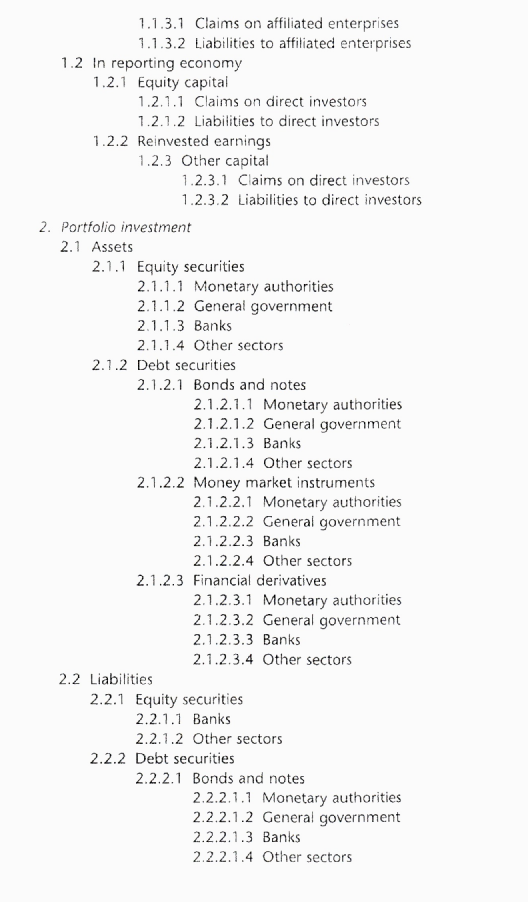 1.1.3.1 Claims on affiliated enterprises
1.1.3.2 Liabilities to affiliated enterprises
1.2 In reporting economy
1.2.1 Equity capital
1.2.1.1 Claims on direct investors
1.2.1.2 Liabilities to direct investors
1.2.2 Reinvested earnings
1.2.3 Other capital
1.2.3.1 Claims on direct investors
1.2.3.2 Liabilities to direct investors
2. Portfolio investment
2.1 Assets
2.1.1 Equity securities
2.1.1.1 Monetary authorities
2.1.1.2 General government
2.1.1.3 Banks
2.1.1.4 Other sectors
2.1.2 Debt securities
2.1.2.1 Bonds and notes
2.1.2.1.1 Monetary authorities
2.1.2.1.2 General government
2.1.2.1.3 Banks
2.1.2.1.4 Other sectors
2.1.2.2 Money market instruments
2.1.2.2.1 Monetary authorities
2.1.2.2.2 General government
2.1.2.2.3 Banks
2.1.2.2.4 Other sectors
2.1.2.3 Financial derivatives
2.1.2.3.1 Monetary authorities
2.1.2.3.2 General government
2.1.2.3.3 Banks
2.1.2.3.4 Other sectors
2.2 Liabilities
2.2.1 Equity securities
2.2.1.1 Banks
2.2.1.2 Other sectors
2.2.2 Debt securities
2.2.2.1 Bonds and notes
2.2.2.1.1 Monetary authorities
2.2.2.1.2 General government
2.2.2.1.3 Banks
2.2.2.1.4 Other sectors